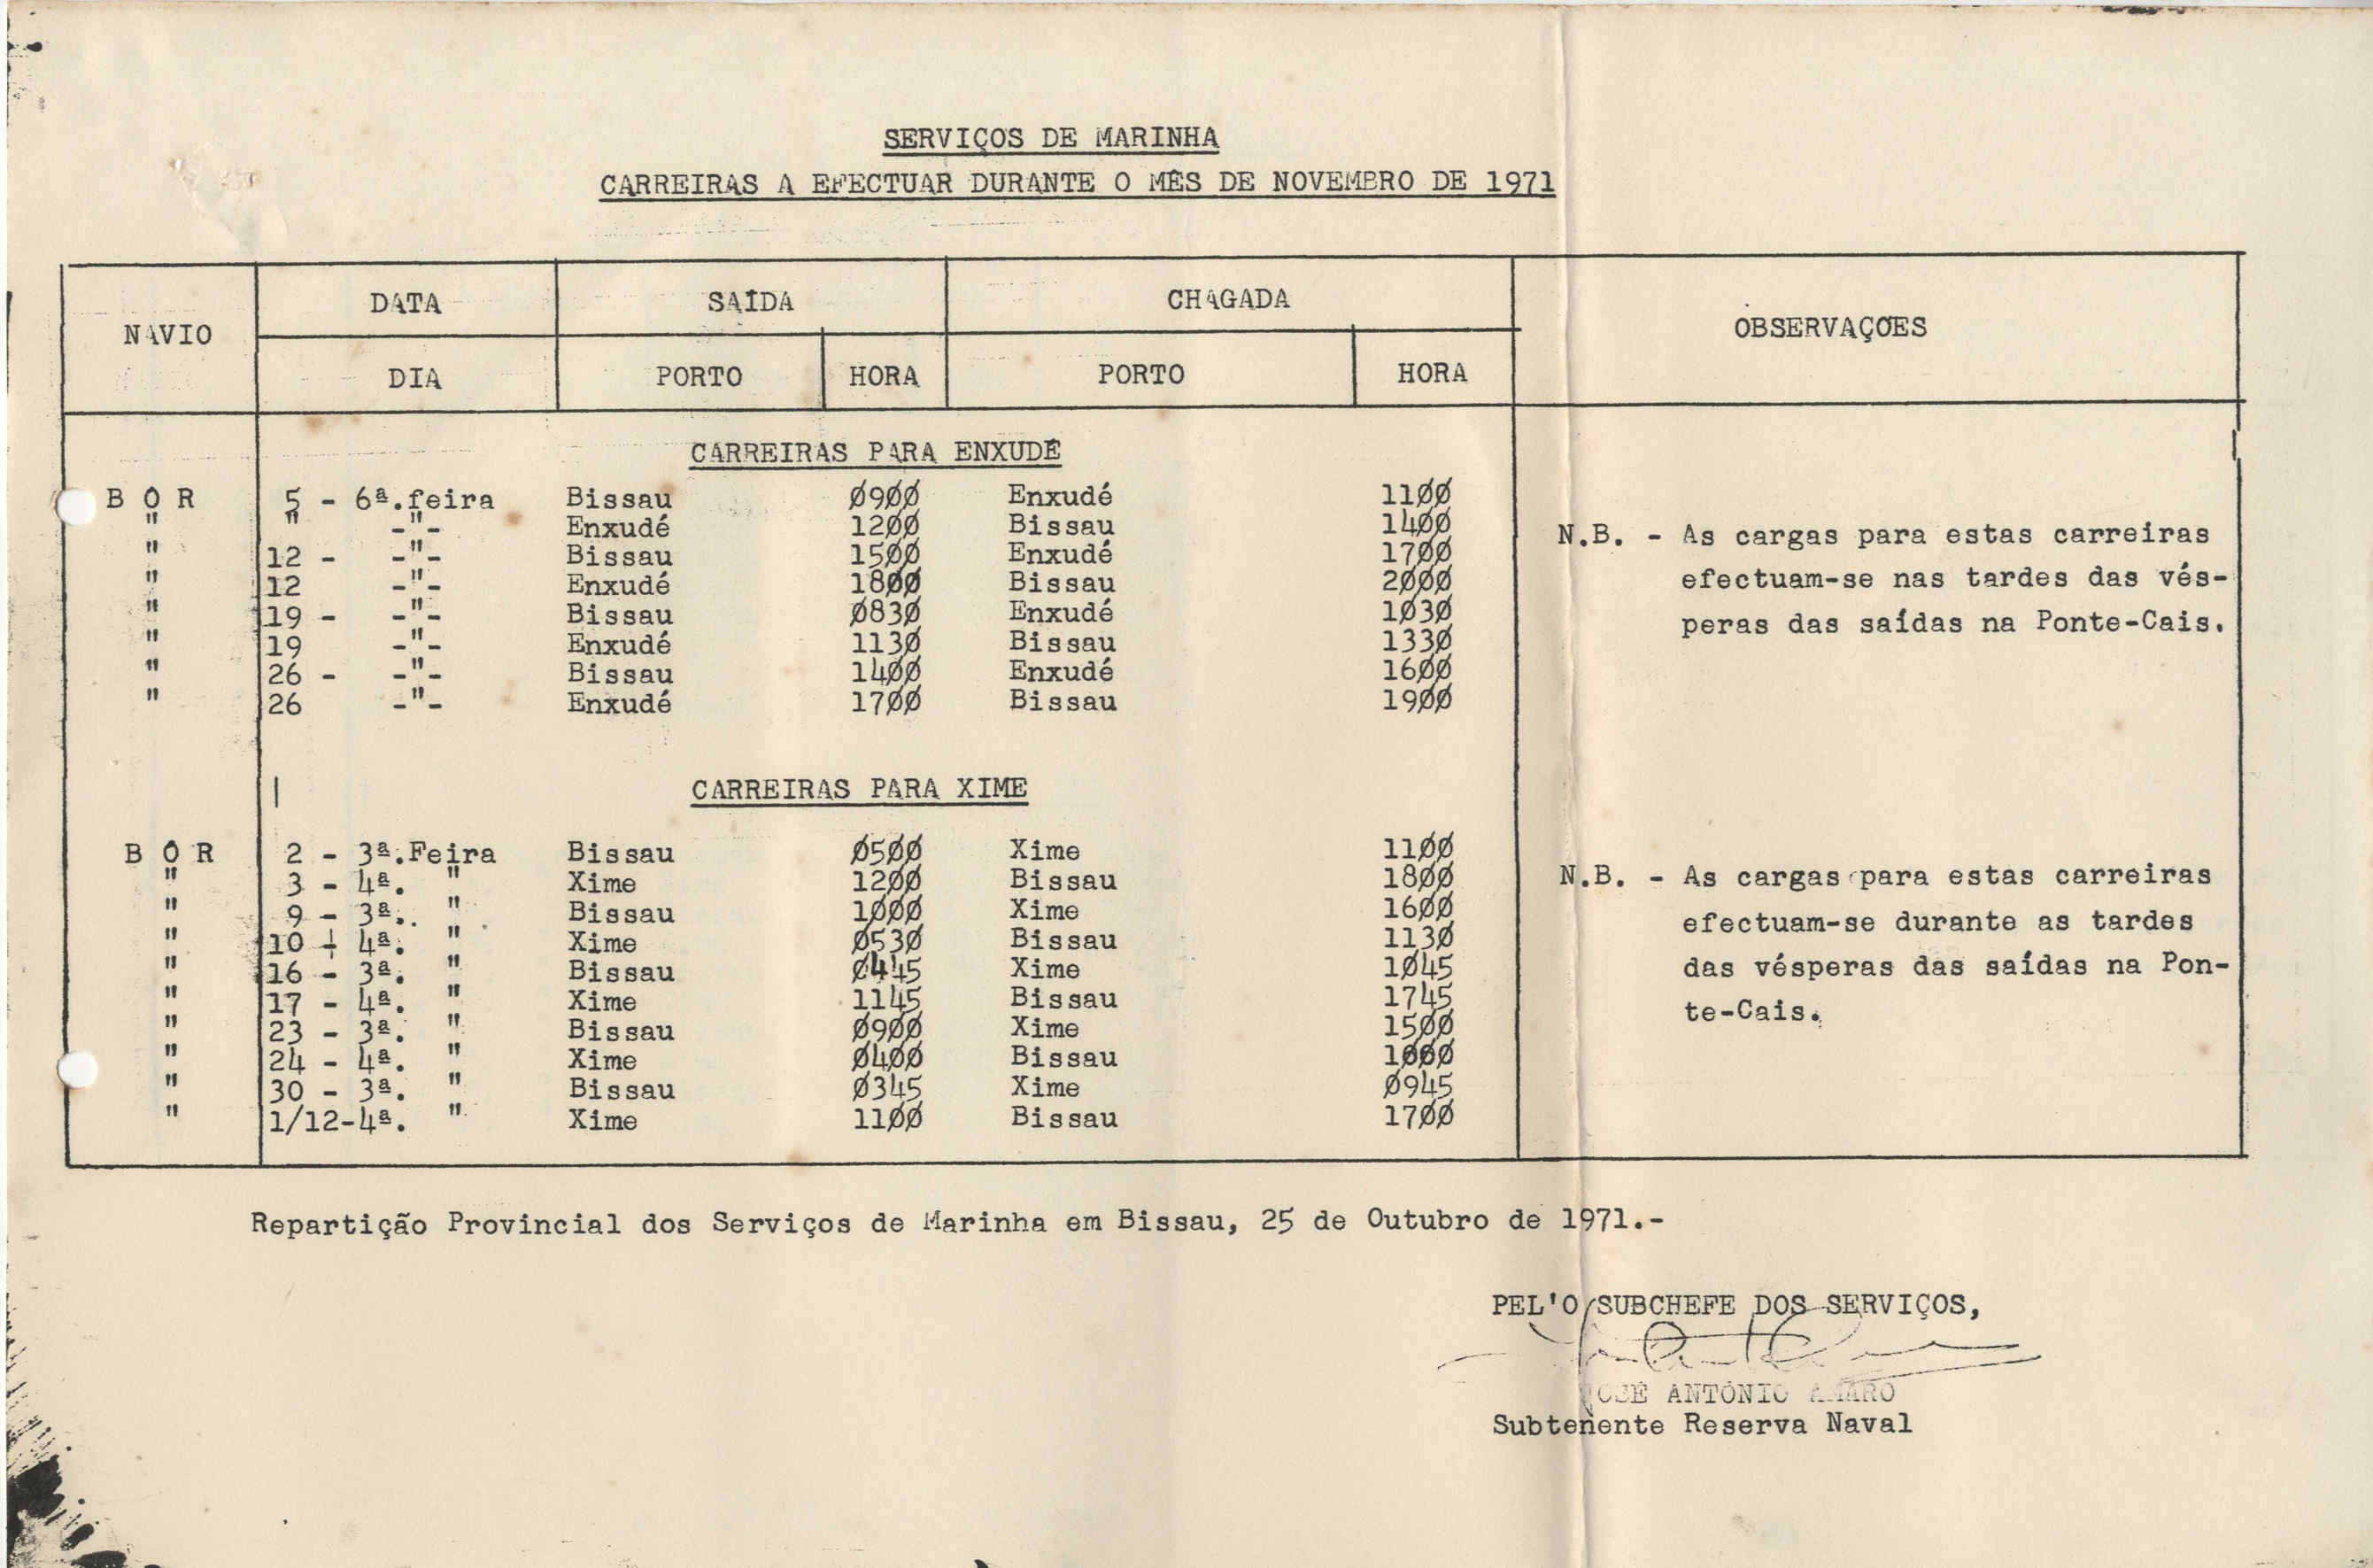 SERVIÇOS DE MARINHA
CARREIRAS A EFECTUAR DURANTE O MÊS DE NOVEMBRO DE 1971
NAVIO DATA SAÍDA CHAGADA OBSERVAÇOES
DIA PORTO HORA PORTO HORA
CARREIRAS PARA ENXUDÉ
B O R 5 - 6ª.feira Bissau Ø9ØØ Enxudé 11ØØ
" " -"- Enxudé 12ØØ Bissau 14ØØ
" 12 - -"- Bissau 15ØØ Enxudé 17ØØ
" 12 -"- Enxudé 18ØØ Bissau 2ØØØ
" 19 - -"- Bissau Ø83Ø Enxudé 1Ø3Ø
" 19 -"- Enxudé 113Ø Bissau 133Ø
" 26 - -"- Bissau 14ØØ Enxudé 16ØØ
" 26 -"- Enxudé 17ØØ Bissau 19ØØ
N.B. - As cargas para estas carreiras
efectuam-se nas tardes das vés-
peras das saídas na Ponte-Cais.
CARREIRAS PARA XIME
B O R 2 - 3ª.Feira Bissau Ø5ØØ Xime 11ØØ
" 3 - 4ª. " Xime 12ØØ Bissau 18ØØ
" 9 - 3ª.. " Bissau 1ØØØ Xime 16ØØ
" 10 - 4ª. " Xime Ø53Ø Bissau 113Ø
" 16 - 3ª. " Bissau Ø445 Xime 1Ø45
" 17 - 4ª. " Xime 1145 Bissau 1745
" 23 - 3ª. " Bissau Ø9ØØ Xime 15ØØ
" 24 - 4ª. " Xime Ø4ØØ Bissau 1ØØØ
" 30 - 3ª. " Bissau Ø345 Xime Ø945
" 1/12-4ª. " Xime 11ØØ Bissau 17ØØ
N.B. - As cargas para estas carreiras
efectuam-se durante as tardes
das vésperas das saídas na Pon-
te-Cais.
Repartição Provincial dos Serviços de Marinha em Bissau, 25 de Outubro de 1971.-
PEL'O SUBCHEFE DOS SERVIÇOS,
JOSÉ ANTÓNIO AMARO
Subtenente Reserva Naval